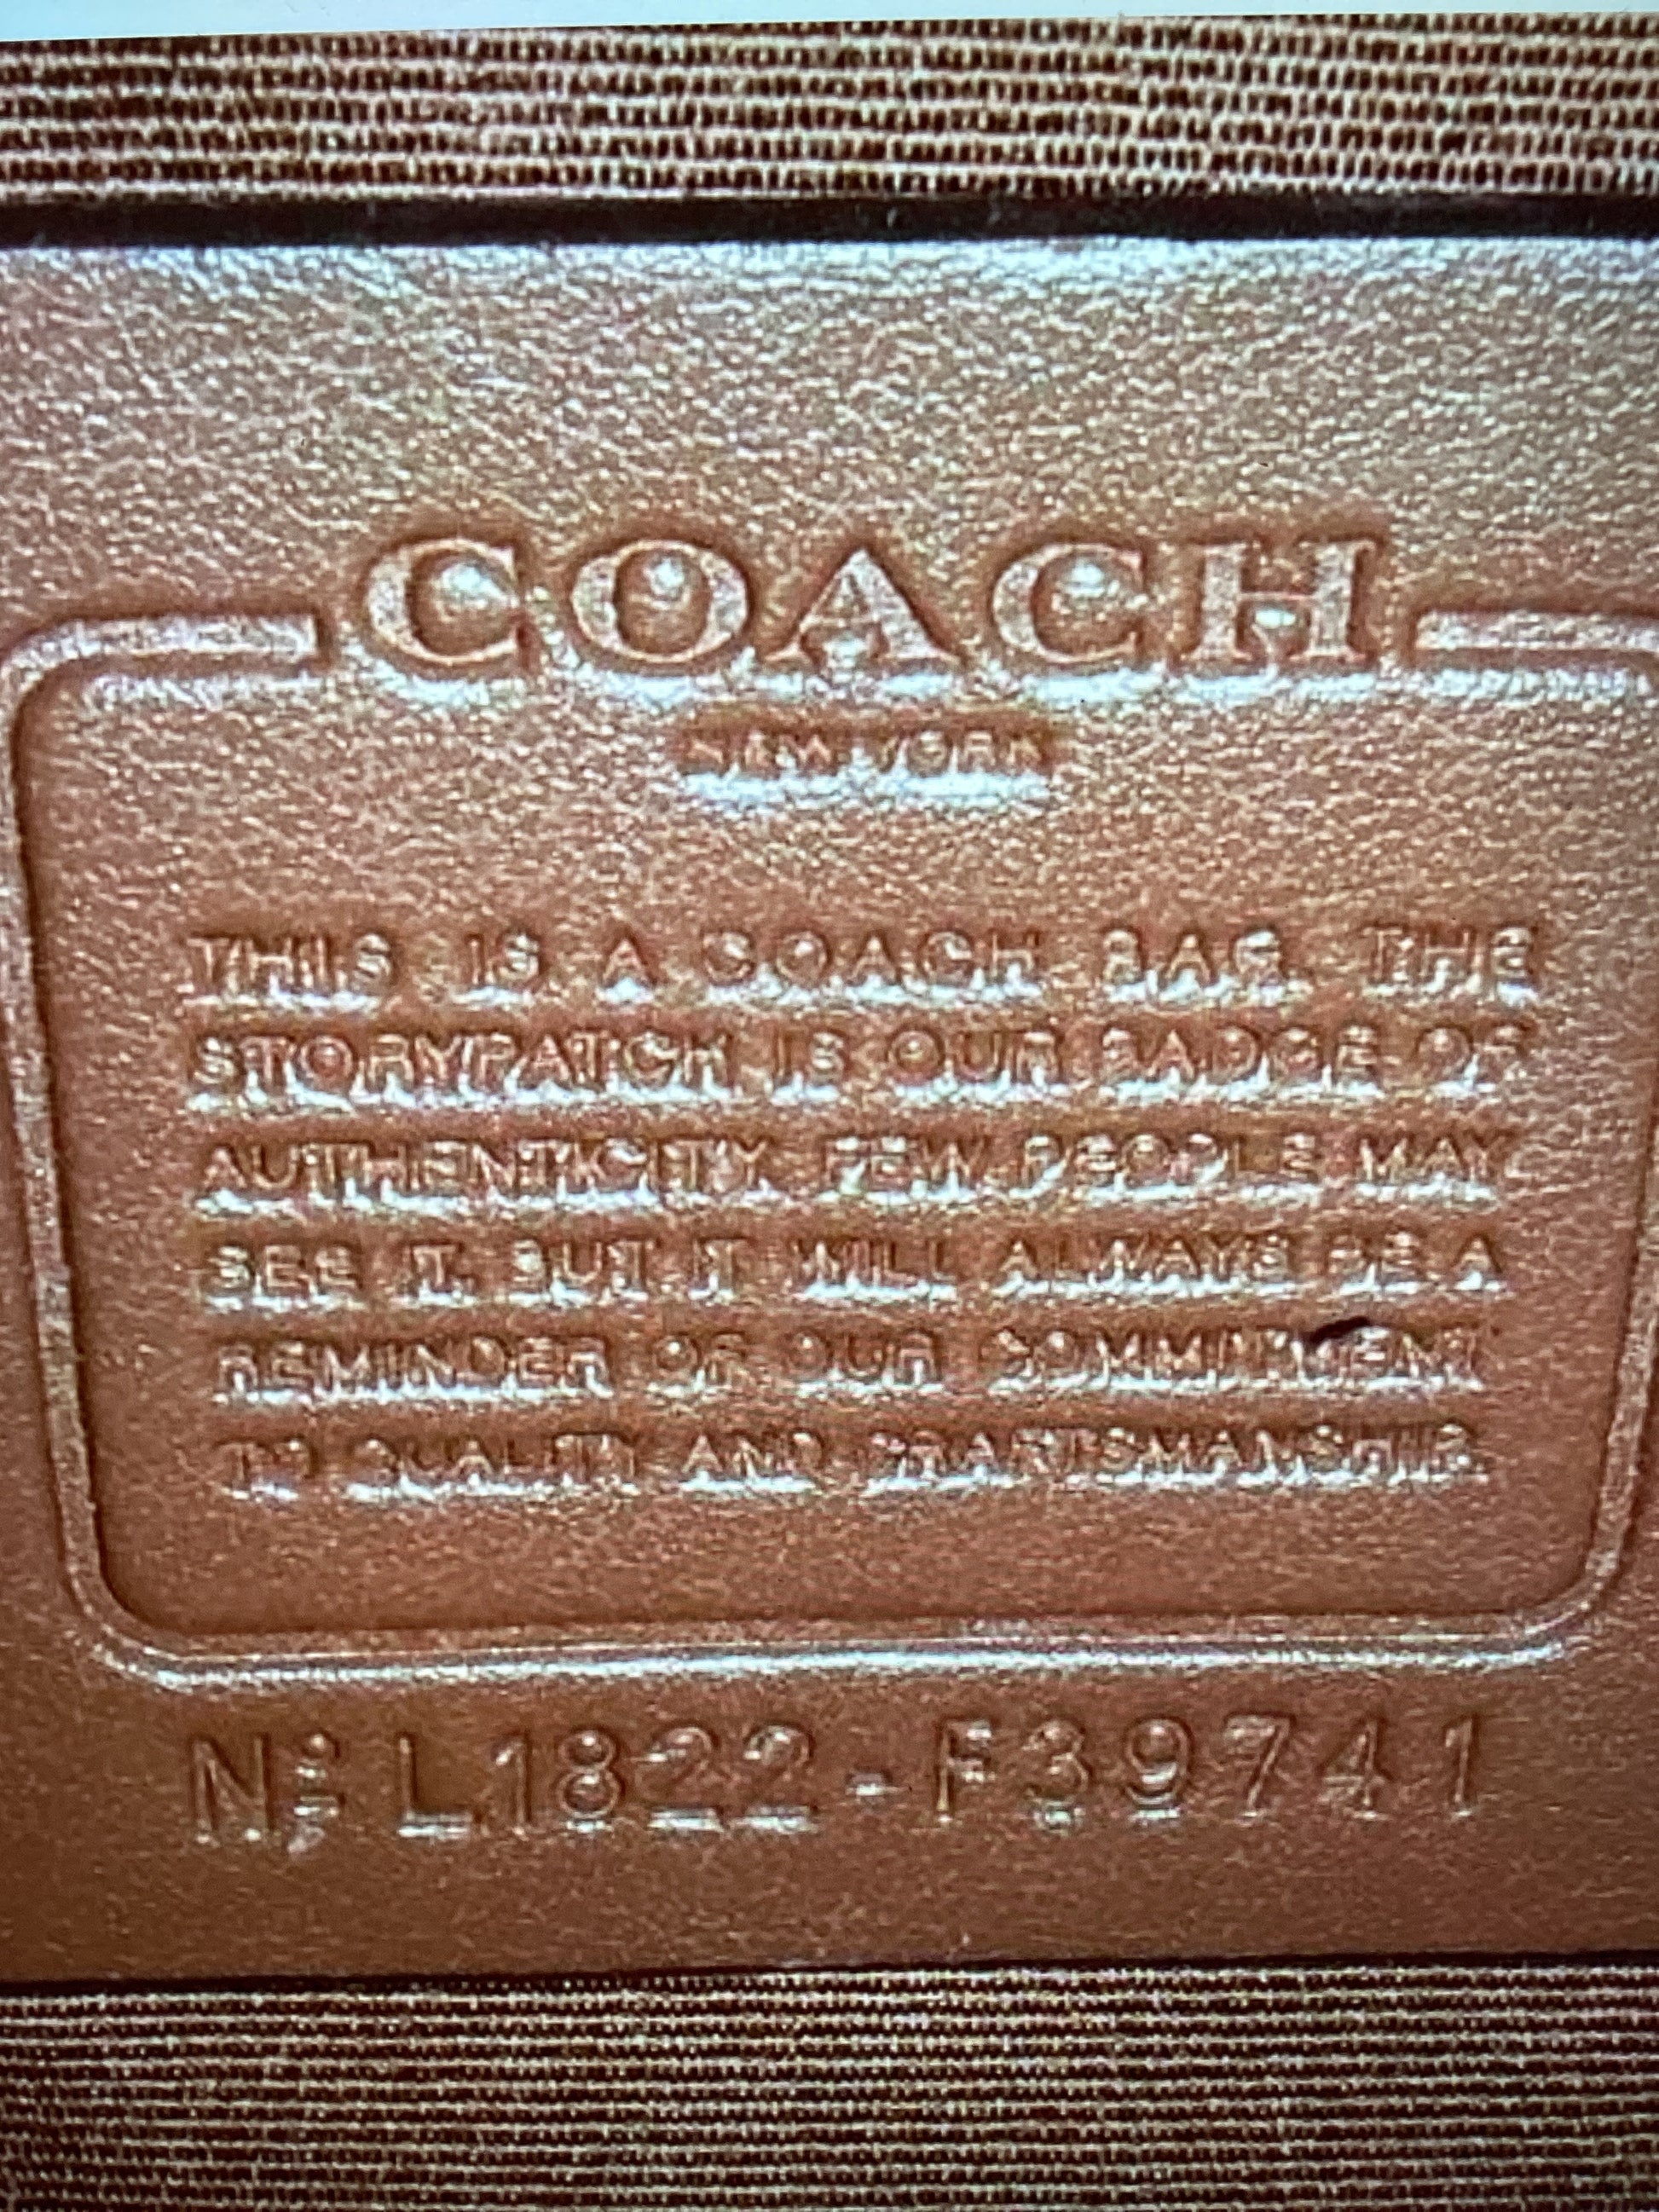 COACH
NEW YORK
THIS IS A COACH BAG. THE
STORYPATCH IS OUR BADGE OF
AUTHENTICITY. FEW PEOPLE MAY
SEE IT, BUT IT WILL ALWAYS BE A
REMINDER OF OUR COMMITMENT
TO QUALITY AND CRAFTSMANSHIP.
Nº L1822-F39741